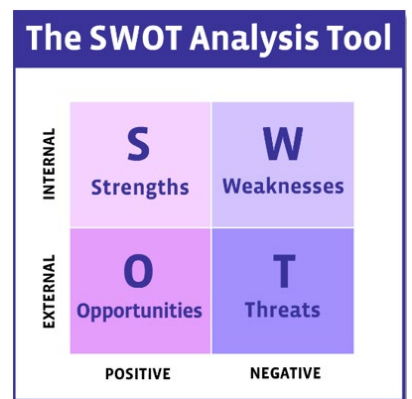 The SWOT Analysis Tool
INTERNAL
S
Strengths
W
Weaknesses
EXTERNAL
O
Opportunities
T
Threats
POSITIVE
NEGATIVE